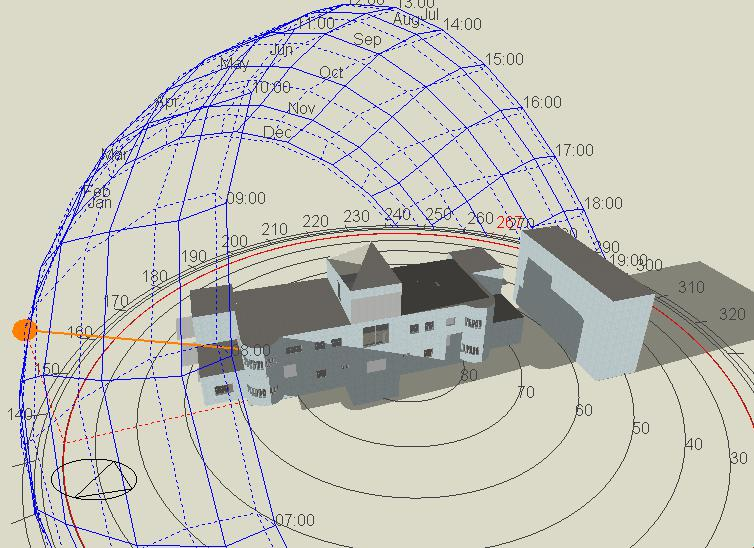 12:00 13:00
11:00 Aug Jul 14:00
Jun Sep
May Oct 15:00
10:00
Apr Nov 16:00
Dec
Mar 17:00
Feb
Jan 09:00 18:00
210 220 230 240 250 260 267
190 200 290 19:00 300
180 310
170 320
160 08:00
150 80
140 70
60
50
40
30
07:00